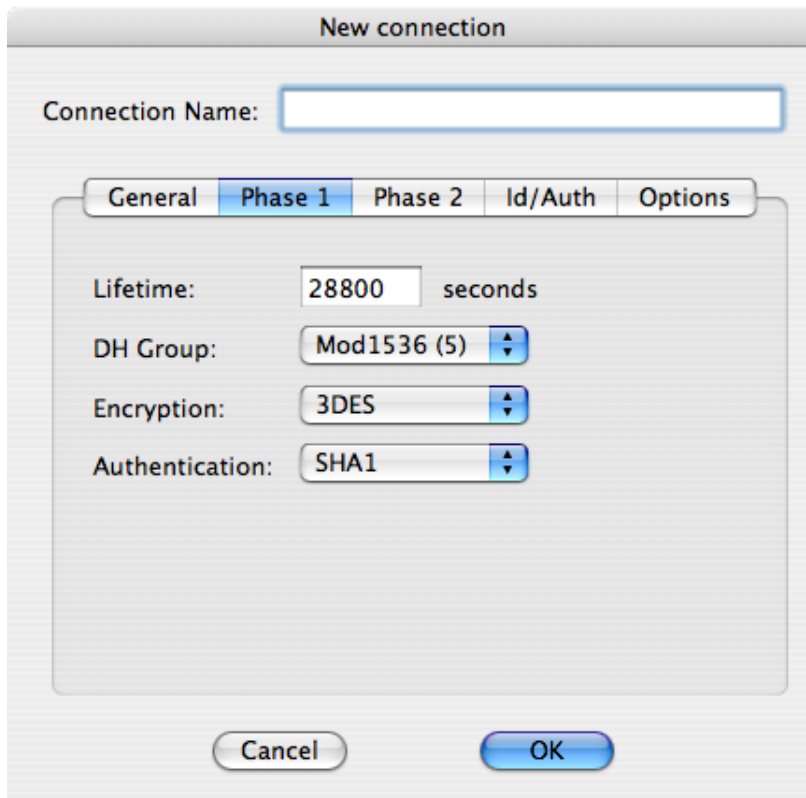 New connection
Connection Name:
General Phase 1 Phase 2 Id/Auth Options
Lifetime: 28800 seconds
DH Group: Mod1536 (5)
Encryption: 3DES
Authentication: SHA1
Cancel OK